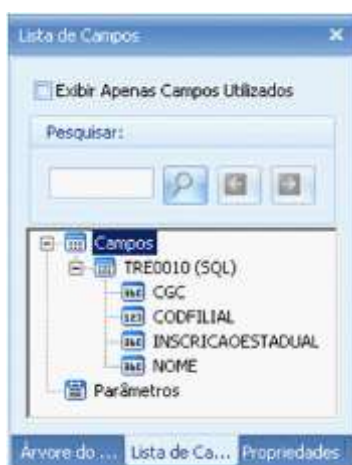 Lista de Campos
Exibir Apenas Campos Utilizados
Pesquisar:
Campos
TRE0010 (SQL)
CGC
CODFILIAL
INSCRICAOESTADUAL
NOME
Parâmetros
Árvore do ... Lista de Ca... Propriedades